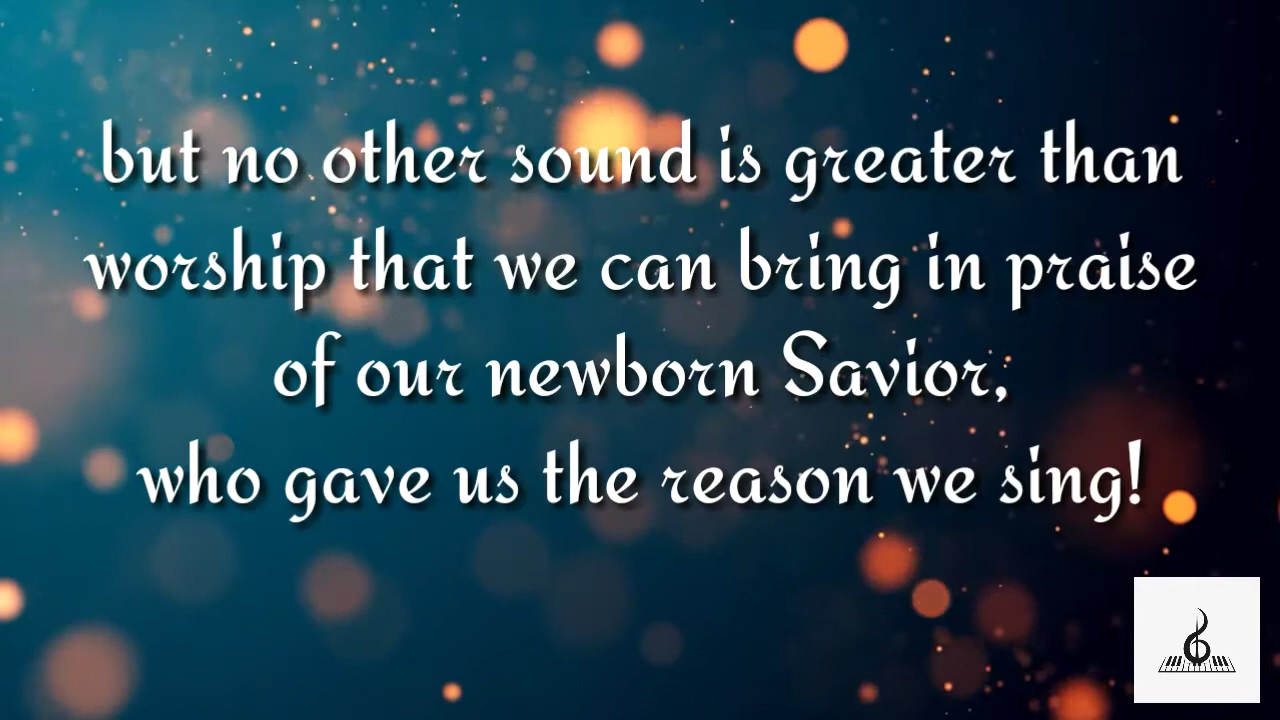 but no other sound is greater than
worship that we can bring in praise
of our newborn Savior,
who gave us the reason we sing!